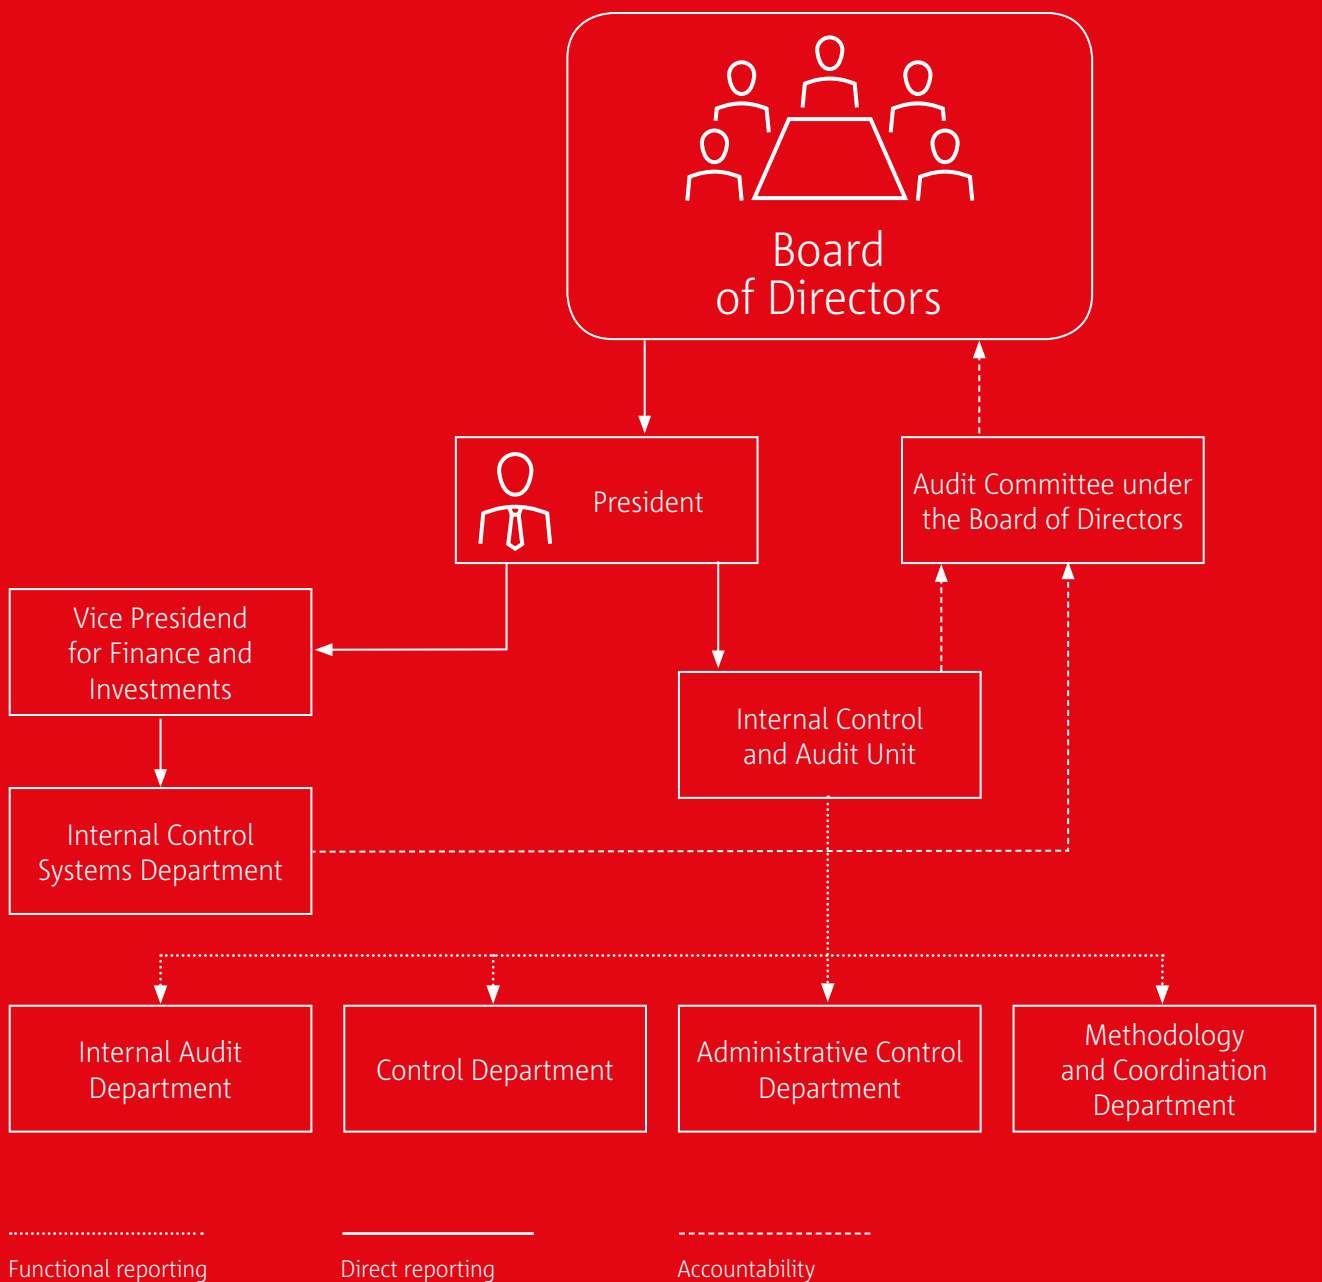 Board
of Directors
President
Audit Committee under
the Board of Directors
Vice Presidend
for Finance and
Investments
Internal Control
and Audit Unit
Internal Control
Systems Department
Internal Audit
Department
Control Department
Administrative Control
Department
Methodology
and Coordination
Department
Functional reporting
Direct reporting
Accountability